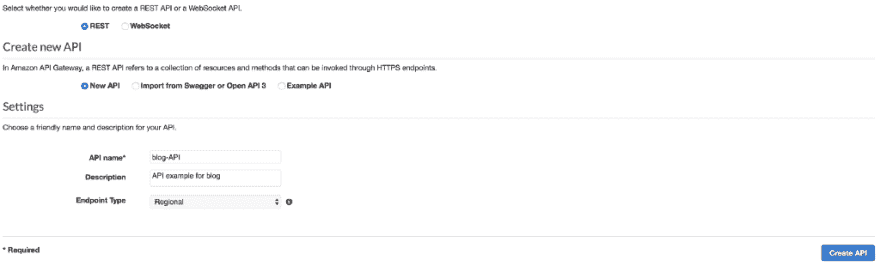 Select whether you would like to create a REST API or a WebSocket API.
REST WebSocket
Create new API
In Amazon API Gateway, a REST API refers to a collection of resources and methods that can be invoked through HTTPS endpoints.
New API Import from Swagger or Open API 3 Example API
Settings
Choose a friendly name and description for your API.
API name* blog-API
Description API example for blog
Endpoint Type Regional
* Required Create API